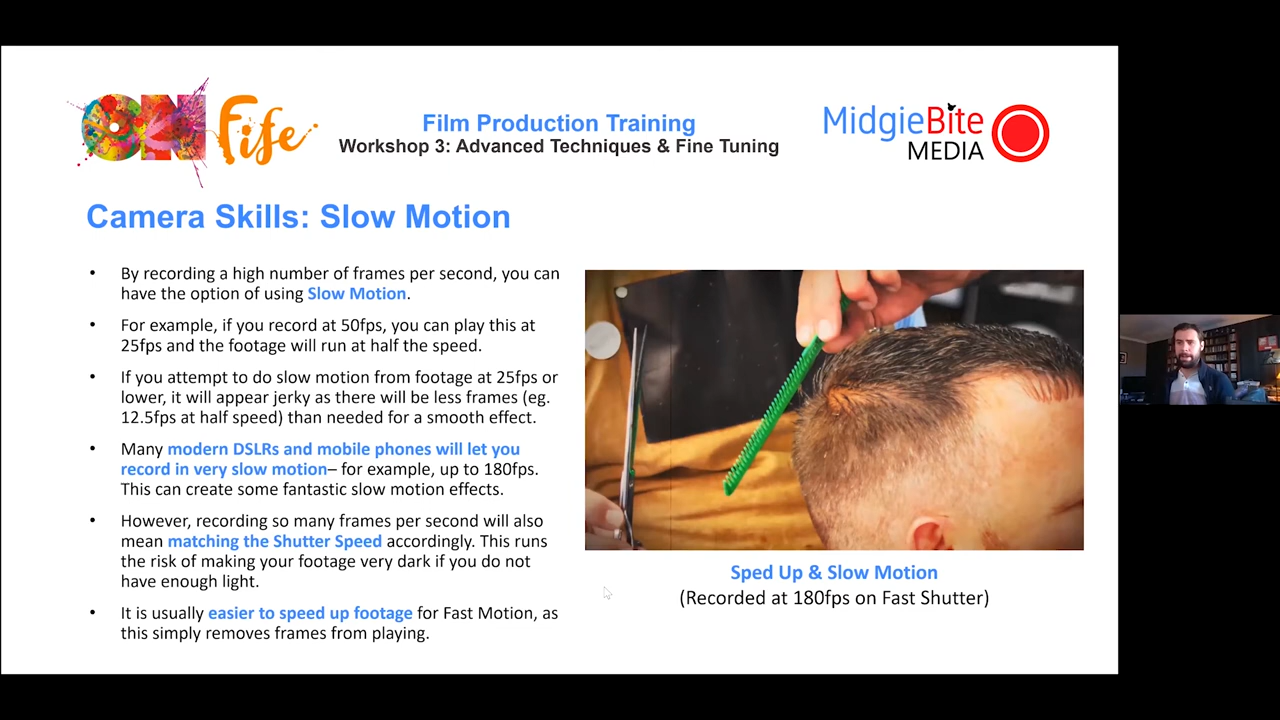 ON Fife
Film Production Training
Workshop 3: Advanced Techniques & Fine Tuning
MidgieBite
MEDIA
Camera Skills: Slow Motion
• By recording a high number of frames per second, you can
have the option of using Slow Motion.
• For example, if you record at 50fps, you can play this at
25fps and the footage will run at half the speed.
• If you attempt to do slow motion from footage at 25fps or
lower, it will appear jerky as there will be less frames (eg.
12.5fps at half speed) than needed for a smooth effect.
• Many modern DSLRs and mobile phones will let you
record in very slow motion– for example, up to 180fps.
This can create some fantastic slow motion effects.
• However, recording so many frames per second will also
mean matching the Shutter Speed accordingly. This runs
the risk of making your footage very dark if you do not
have enough light.
• It is usually easier to speed up footage for Fast Motion, as
this simply removes frames from playing.
Sped Up & Slow Motion
(Recorded at 180fps on Fast Shutter)